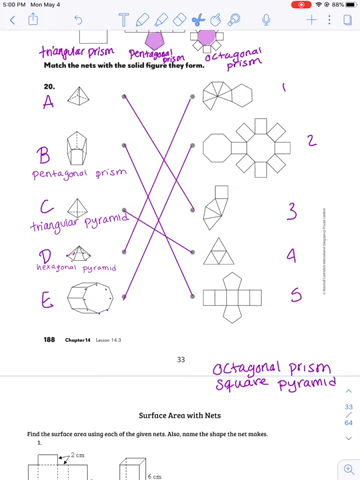 5:00 PM Mon May 4
triangular prism
pentagonal
prism
octagonal
prism
Match the nets with the solid figure they form.
20.
A
1
B
2
pentagonal prism
C
3
triangular pyramid
D
4
hexagonal pyramid
E
5
188 Chapter 14 Lesson 14.3
33
octagonal prism
square pyramid
33
/
64
Surface Area with Nets
Find the surface area using each of the given nets. Also, name the shape the net makes.
1.
2 cm
6 cm